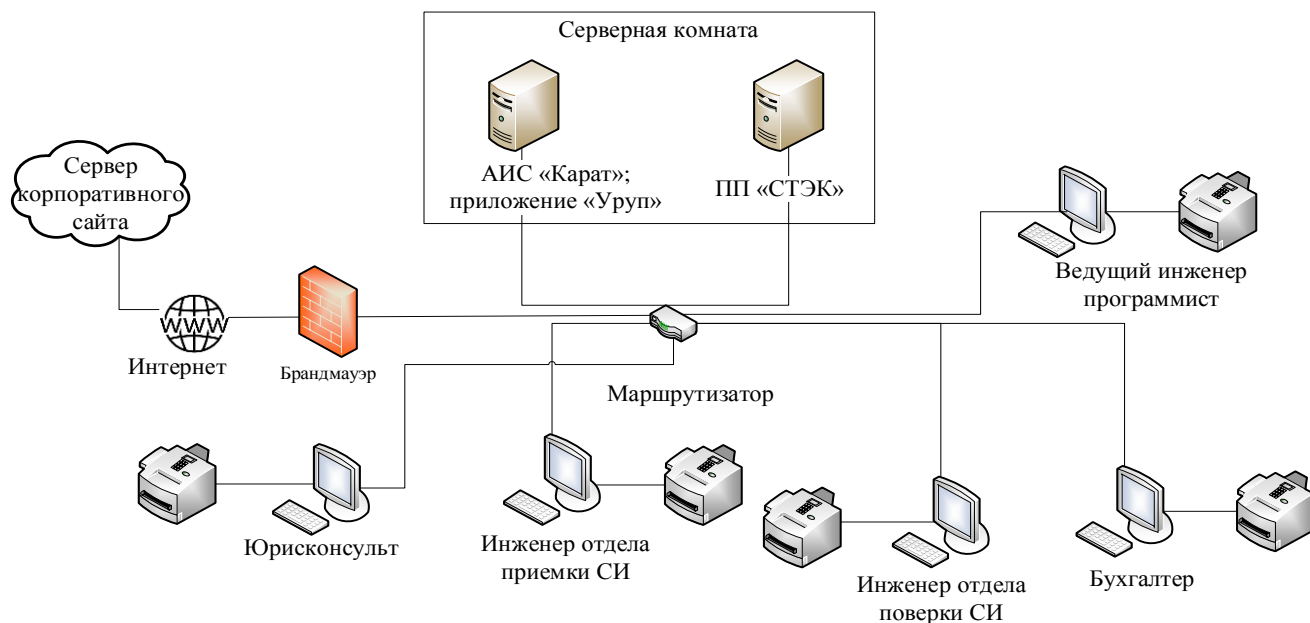 Серверная комната
АИС «Карат»;
приложение «Уруп»
ПП «СТЭК»
Сервер
корпоративного
сайта
WWW
Интернет
Брандмауэр
Маршрутизатор
Ведущий инженер
программист
Юрисконсульт
Инженер отдела
приемки СИ
Инженер отдела
поверки СИ
Бухгалтер